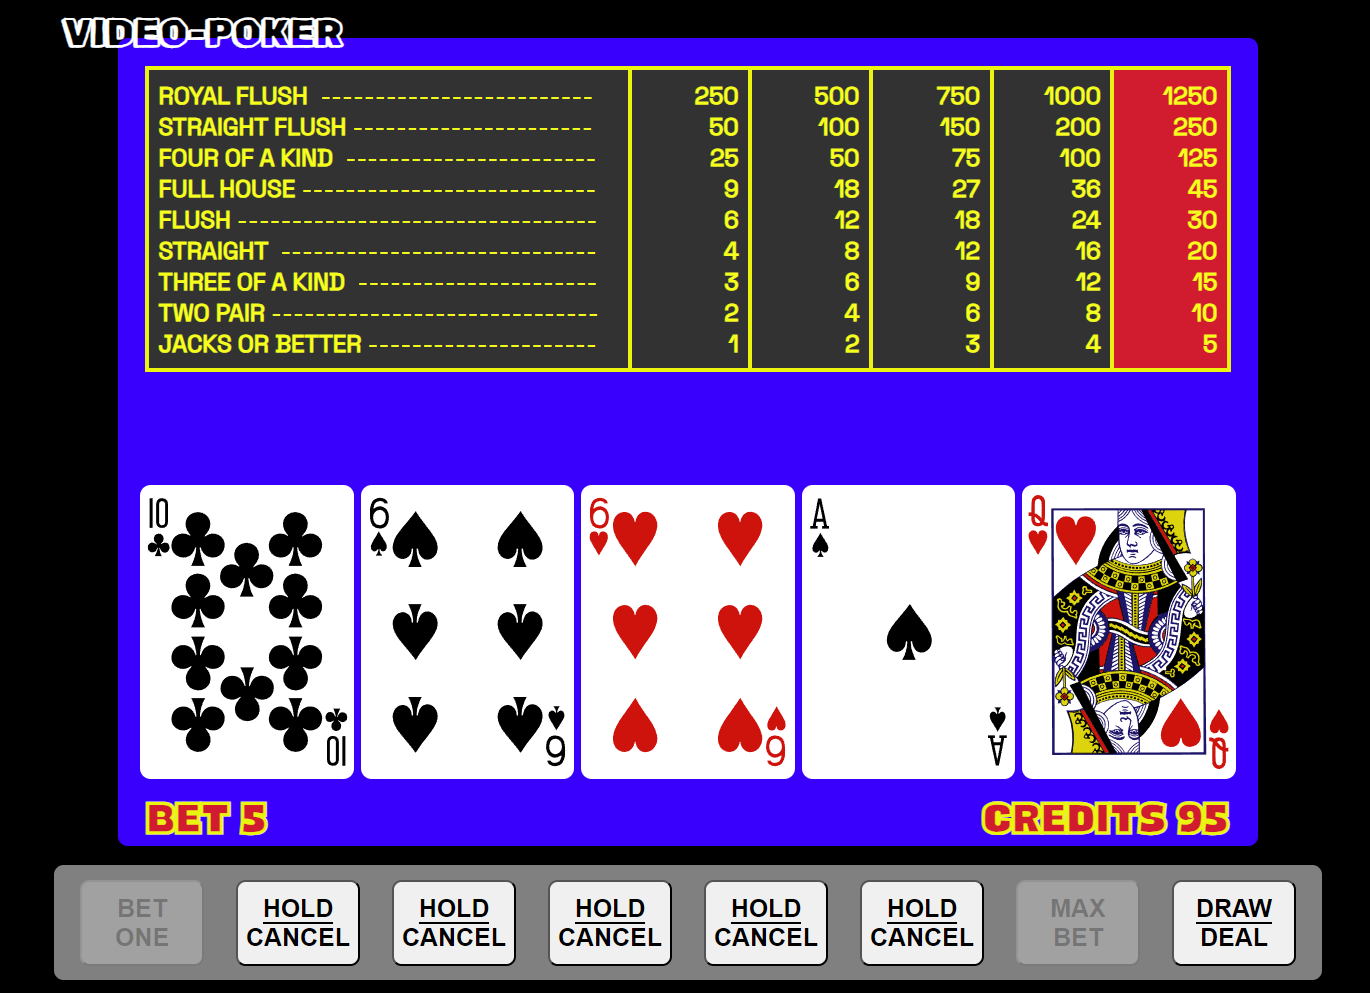 VIDEO-POKER
ROYAL FLUSH ------------------------- 250 500 750 1000 1250
STRAIGHT FLUSH ---------------------- 50 100 150 200 250
FOUR OF A KIND ----------------------- 25 50 75 100 125
FULL HOUSE --------------------------- 9 18 27 36 45
FLUSH --------------------------------- 6 12 18 24 30
STRAIGHT ----------------------------- 4 8 12 16 20
THREE OF A KIND ---------------------- 3 6 9 12 15
TWO PAIR ------------------------------ 2 4 6 8 10
JACKS OR BETTER --------------------- 1 2 3 4 5
10 6 6 A Q
10 6 6 A Q
BET 5 CREDITS 95
BET HOLD HOLD HOLD HOLD HOLD MAX DRAW
ONE CANCEL CANCEL CANCEL CANCEL CANCEL BET DEAL